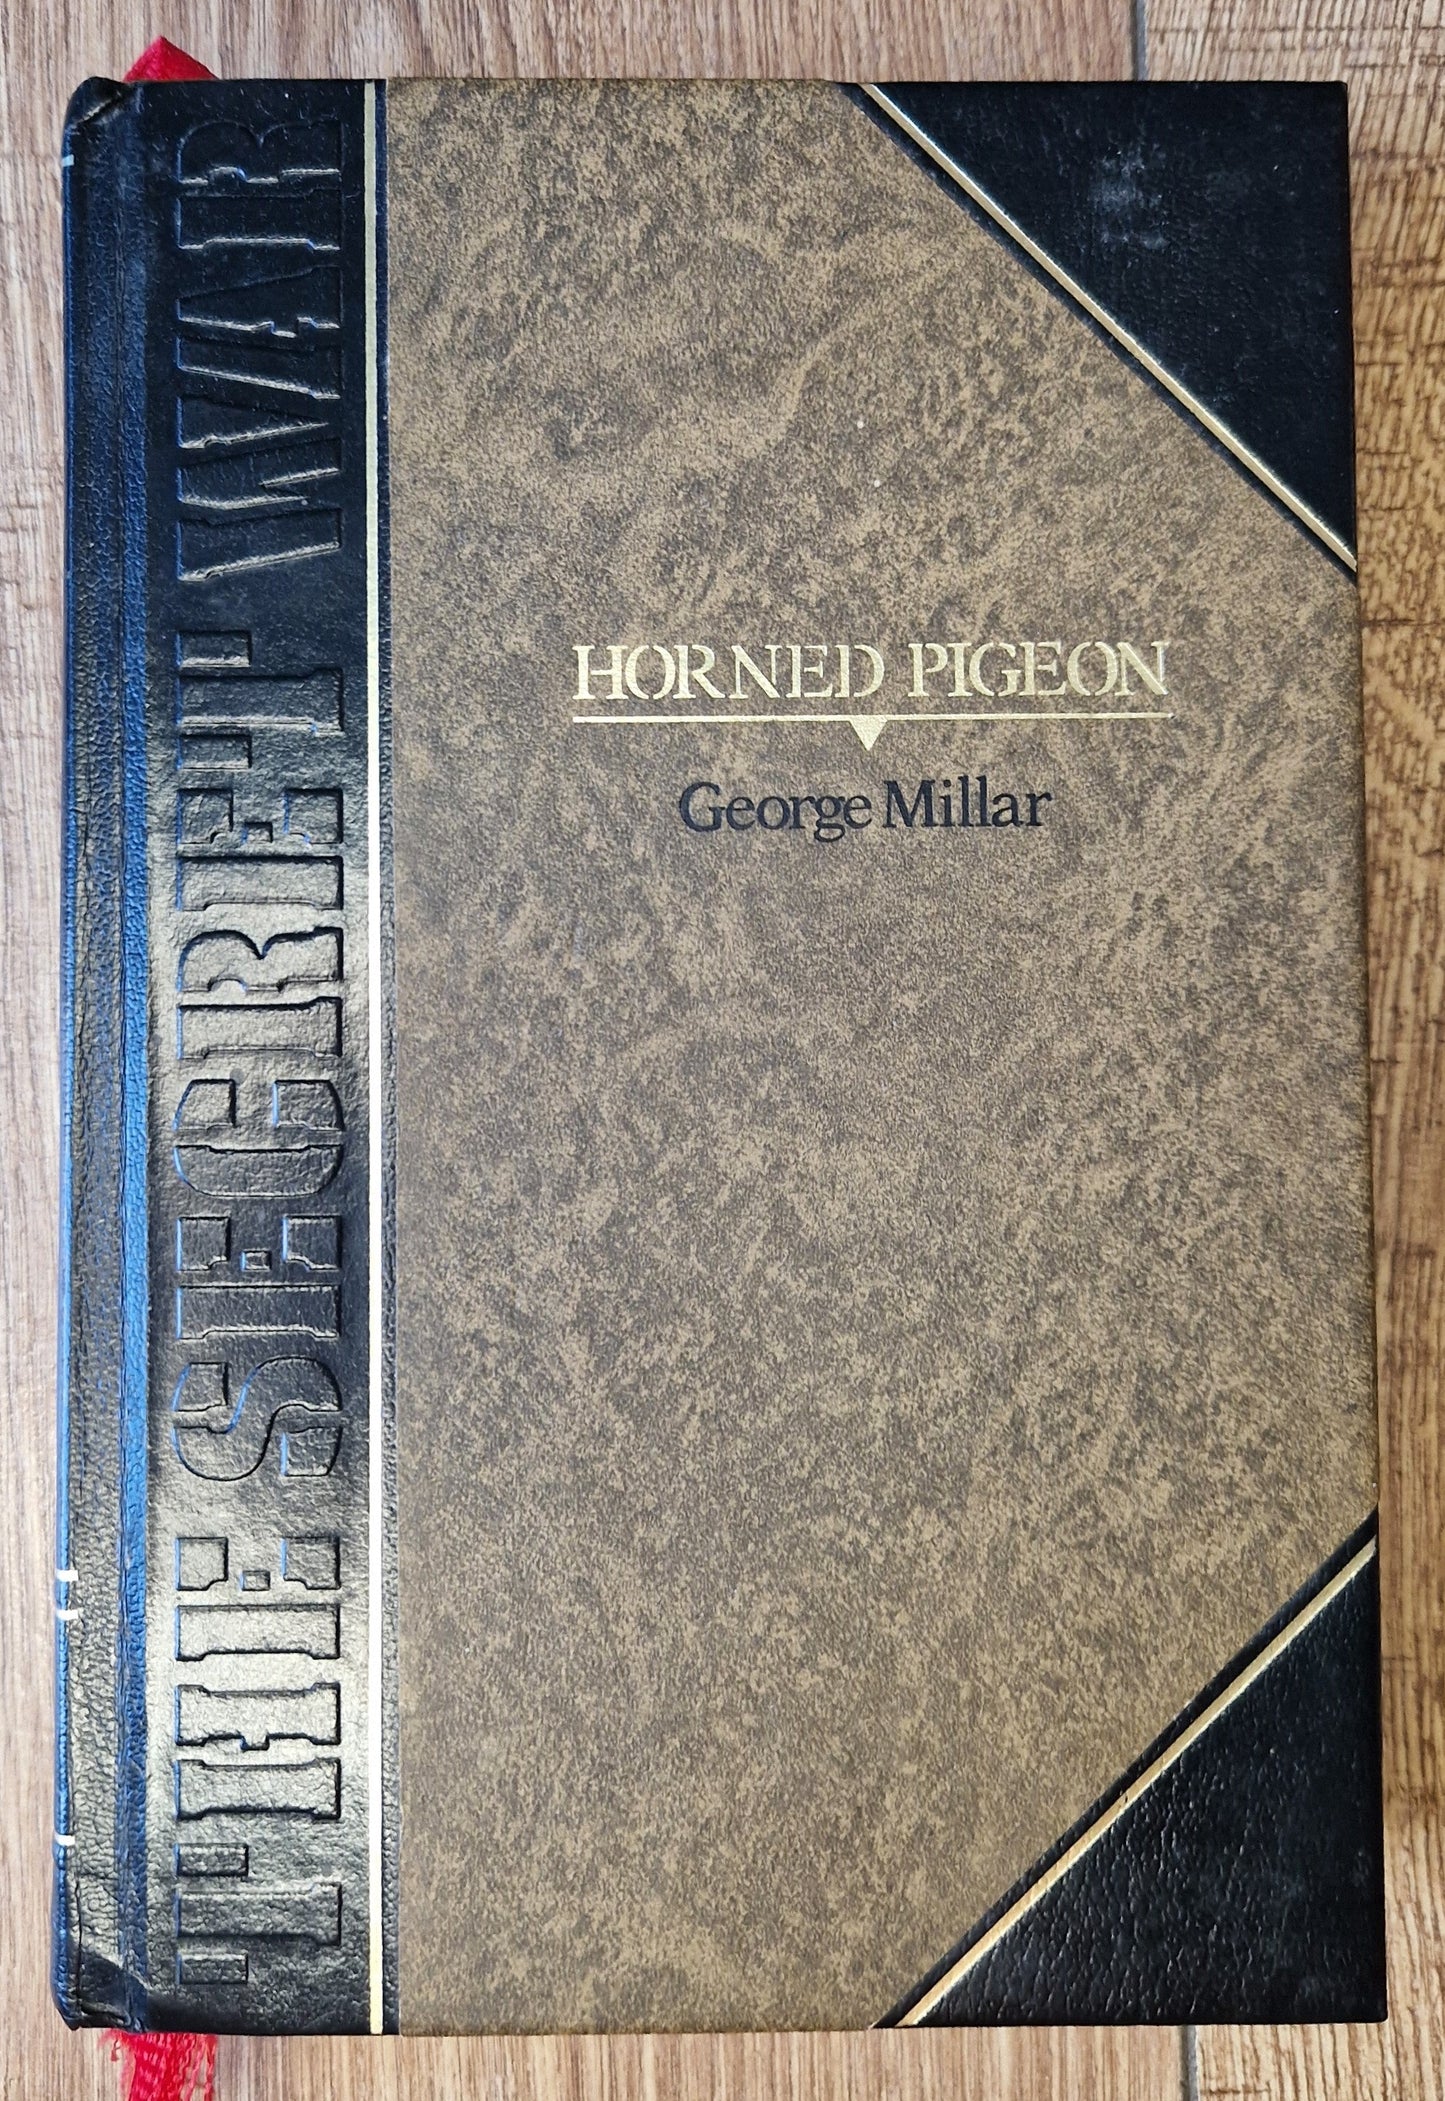 THE SECRET WAR
HORNED PIGEON
George Millar